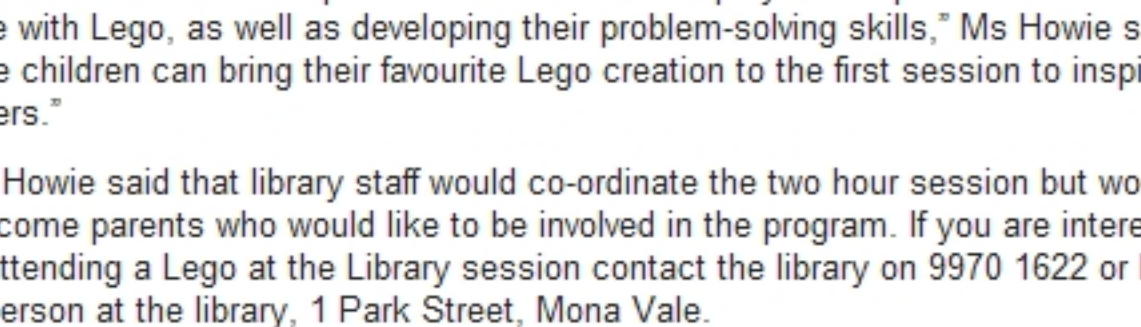 with Lego, as well as developing their problem-solving skills,” Ms Howie
children can bring their favourite Lego creation to the first session to
ers.”
Howie said that library staff would co-ordinate the two hour session but
come parents who would like to be involved in the program. If you are
ttending a Lego at the Library session contact the library on 9970 1622 or
erson at the library, 1 Park Street, Mona Vale.